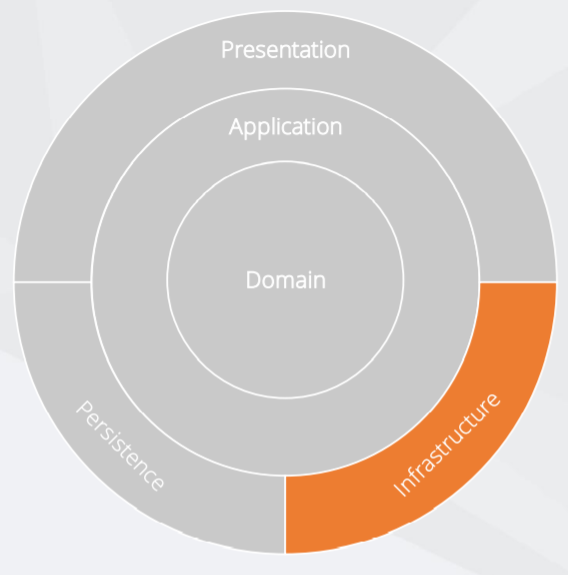 Presentation
Application
Domain
Persistence
Infrastructure